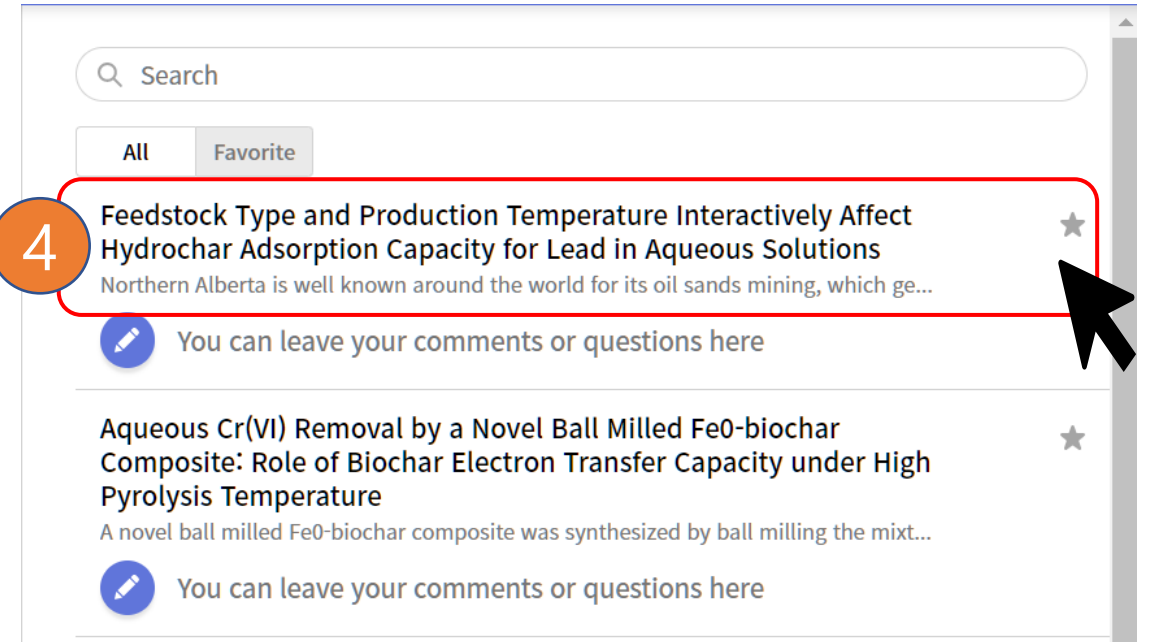 Search
All Favorite
4
Feedstock Type and Production Temperature Interactively Affect
Hydrochar Adsorption Capacity for Lead in Aqueous Solutions
Northern Alberta is well known around the world for its oil sands mining, which ge...
You can leave your comments or questions here
Aqueous Cr(VI) Removal by a Novel Ball Milled Fe0-biochar
Composite: Role of Biochar Electron Transfer Capacity under High
Pyrolysis Temperature
A novel ball milled Fe0-biochar composite was synthesized by ball milling the mixt...
You can leave your comments or questions here